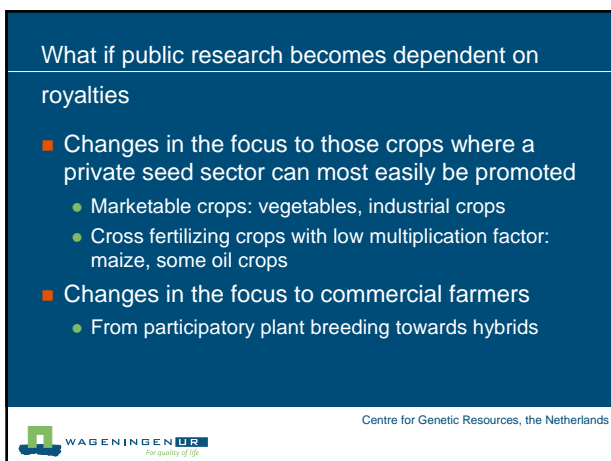 What if public research becomes dependent on
royalties
Changes in the focus to those crops where a
private seed sector can most easily be promoted
Marketable crops: vegetables, industrial crops
Cross fertilizing crops with low multiplication factor:
maize, some oil crops
Changes in the focus to commercial farmers
From participatory plant breeding towards hybrids
Centre for Genetic Resources, the Netherlands
WAGENINGEN UR
For quality of life